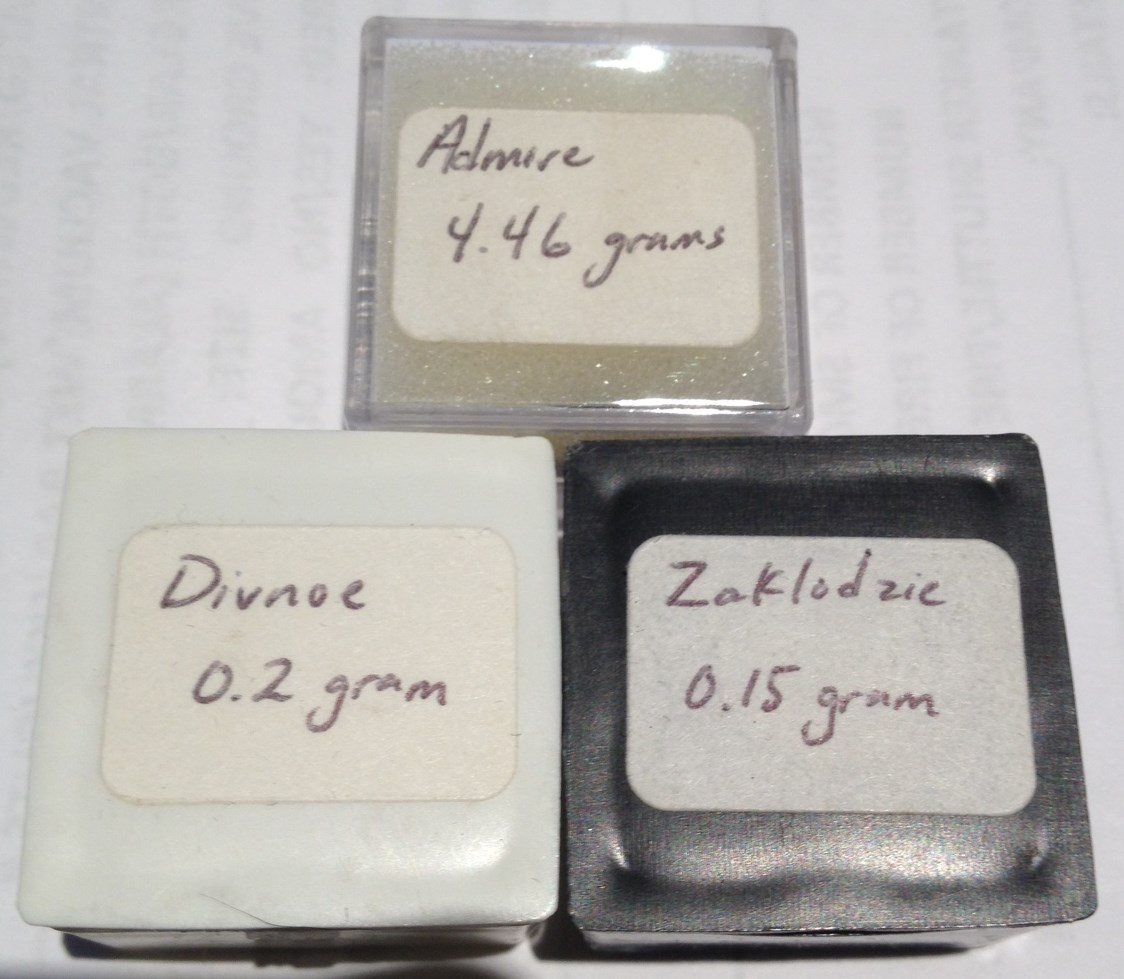 Admire
4.46 grams
Divnoe
0.2 gram
Zaklodzie
0.15 gram